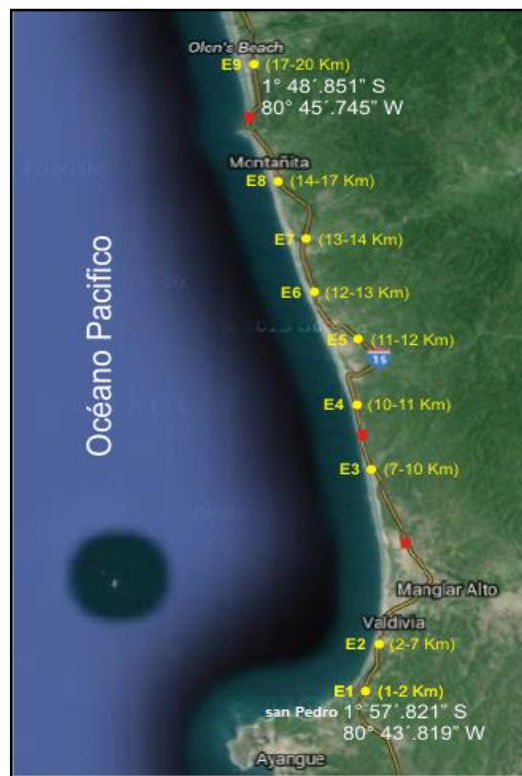 Olon's Beach
E9 (17-20 Km)
1° 48´.851” S
80° 45´.745” W
Montañita
E8 (14-17 Km)
E7 (13-14 Km)
E6 (12-13 Km)
E5 (11-12 Km)
15
E4 (10-11 Km)
E3 (7-10 Km)
Océano Pacifico
Manglar Alto
Valdivia
E2 (2-7 Km)
E1 (1-2 Km)
san Pedro 1° 57´.821” S
80° 43´.819” W
Ayangue